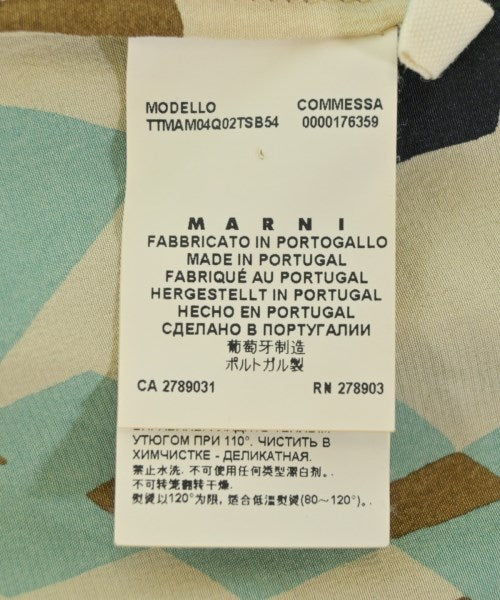 MODELLO COMMESSA
TTMAM04Q02TSB54 0000176359
MARNI
FABBRICATO IN PORTOGALLO
MADE IN PORTUGAL
FABRIQUÉ AU PORTUGAL
HERGESTELLT IN PORTUGAL
HECHO EN PORTUGAL
СДЕЛАНО В ПОРТУГАЛИИ
葡萄牙制造
ポルトガル製
CA 2789031 RN 278903
УТЮГОМ ПРИ 110°. ЧИСТИТЬ В
ХИМЧИСТКЕ - ДЕЛИКАТНАЯ.
禁止水洗. 不可使用任何类型漂白剂。.
不可转笼翻转干燥.
熨烫以120°为限, 适合低温熨烫(80~120°)。.